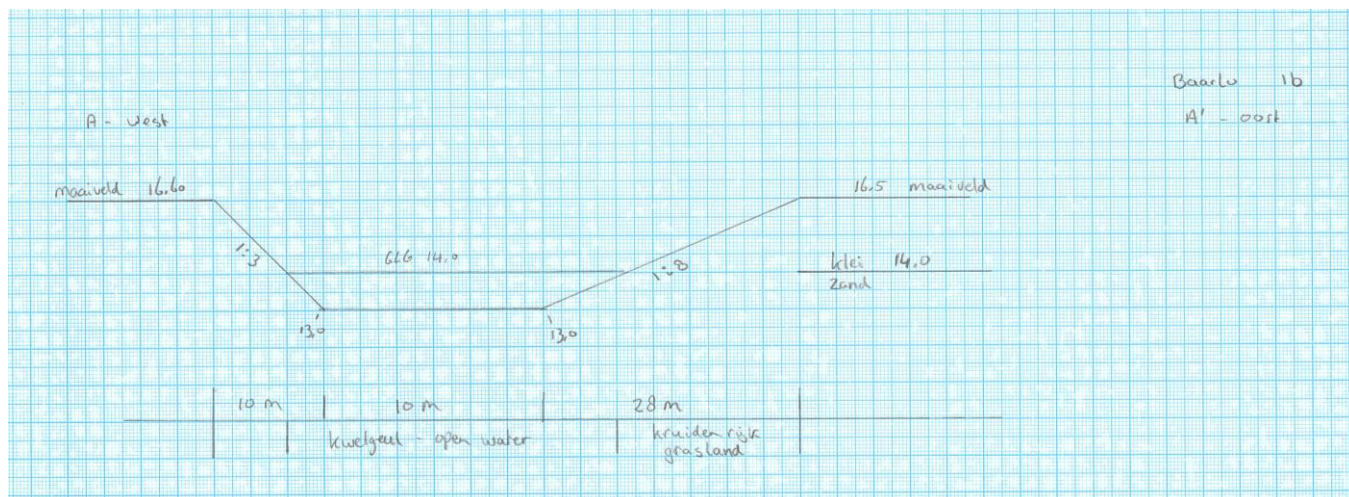 Baarlo 1b
A - west
A' - oost
maaiveld 16.60
16.5 maaiveld
1:3
GLG 14.0
1:8
klei 14.0
zand
13.0
13.0
10 m
10 m
28 m
kwelgeul - open water
kruidenrijk
grasland